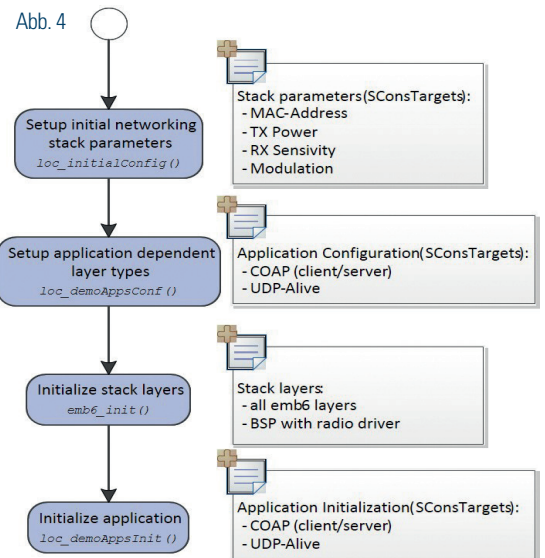 Abb. 4
Setup initial networking
stack parameters
loc_initialConfig()
Stack parameters(SConsTargets):
- MAC-Address
- TX Power
- RX Sensivity
- Modulation
Setup application dependent
layer types
loc_demoAppsConf()
Application Configuration(SConsTargets):
- COAP (client/server)
- UDP-Alive
Initialize stack layers
emb6_init()
Stack layers:
- all emb6 layers
- BSP with radio driver
Initialize application
loc_demoAppsInit()
Application Initialization(SConsTargets):
- COAP (client/server)
- UDP-Alive